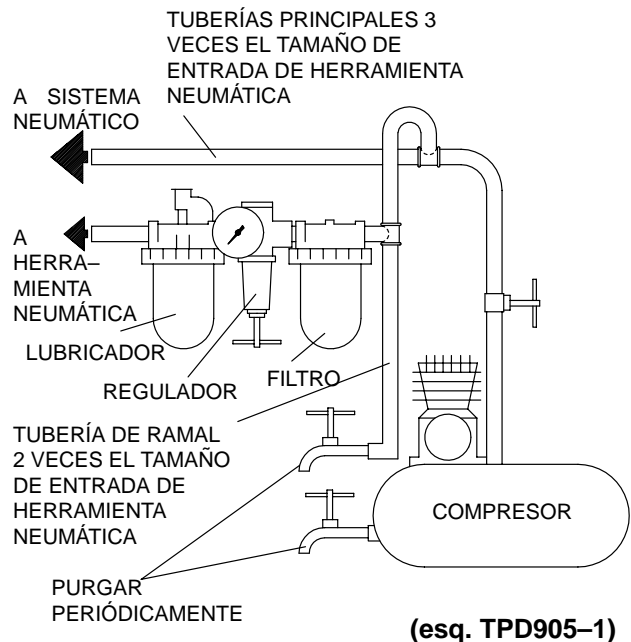 TUBERÍAS PRINCIPALES 3
VECES EL TAMAÑO DE
ENTRADA DE HERRAMIENTA
NEUMÁTICA
A SISTEMA
NEUMÁTICO
A
HERRA–
MIENTA
NEUMÁTICA
LUBRICADOR
REGULADOR
FILTRO
TUBERÍA DE RAMAL
2 VECES EL TAMAÑO
DE ENTRADA DE
HERRAMIENTA
NEUMÁTICA
COMPRESOR
PURGAR
PERIÓDICAMENTE
(esq. TPD905–1)